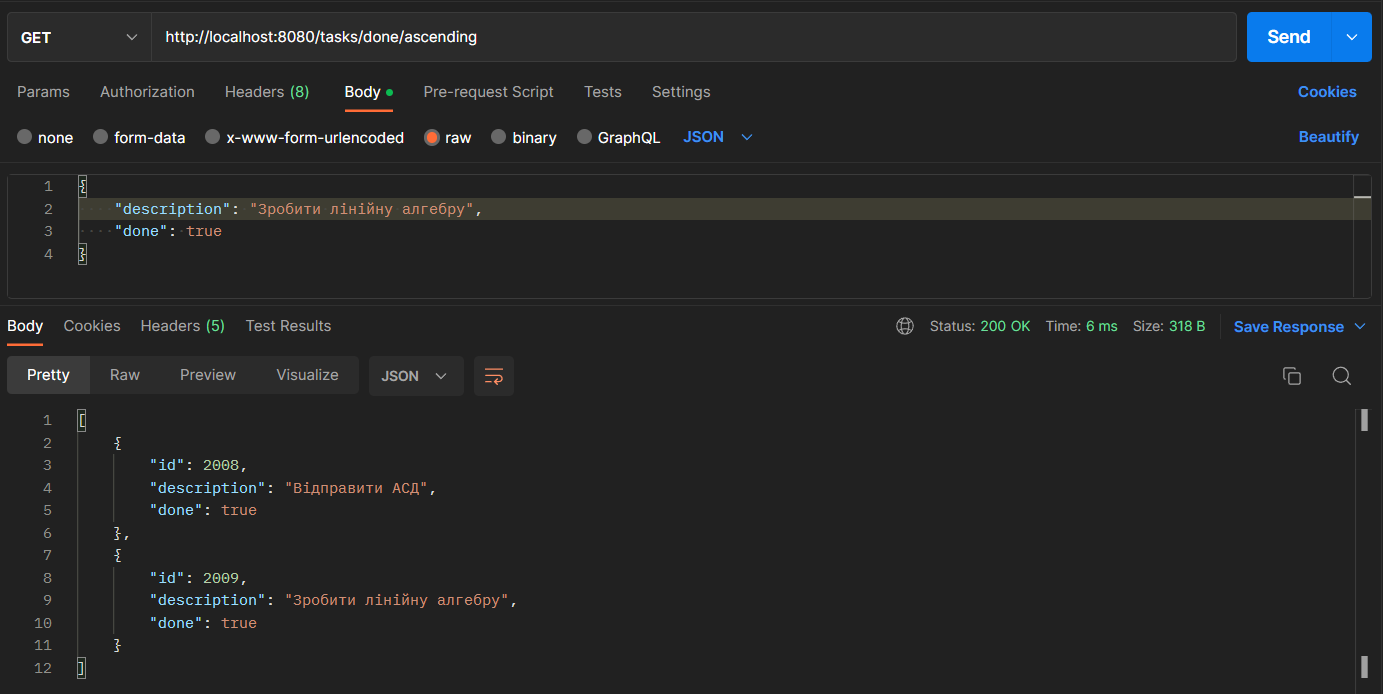 GET http://localhost:8080/tasks/done/ascending Send
Params Authorization Headers (8) Body Pre-request Script Tests Settings Cookies
none form-data x-www-form-urlencoded raw binary GraphQL JSON Beautify
1 {
2 "description": "Зробити лінійну алгебру",
3 "done": true
4 }
Body Cookies Headers (5) Test Results Status: 200 OK Time: 6 ms Size: 318 B Save Response
Pretty Raw Preview Visualize JSON
1 [
2 {
3 "id": 2008,
4 "description": "Відправити АСД",
5 "done": true
6 },
7 {
8 "id": 2009,
9 "description": "Зробити лінійну алгебру",
10 "done": true
11 }
12 ]